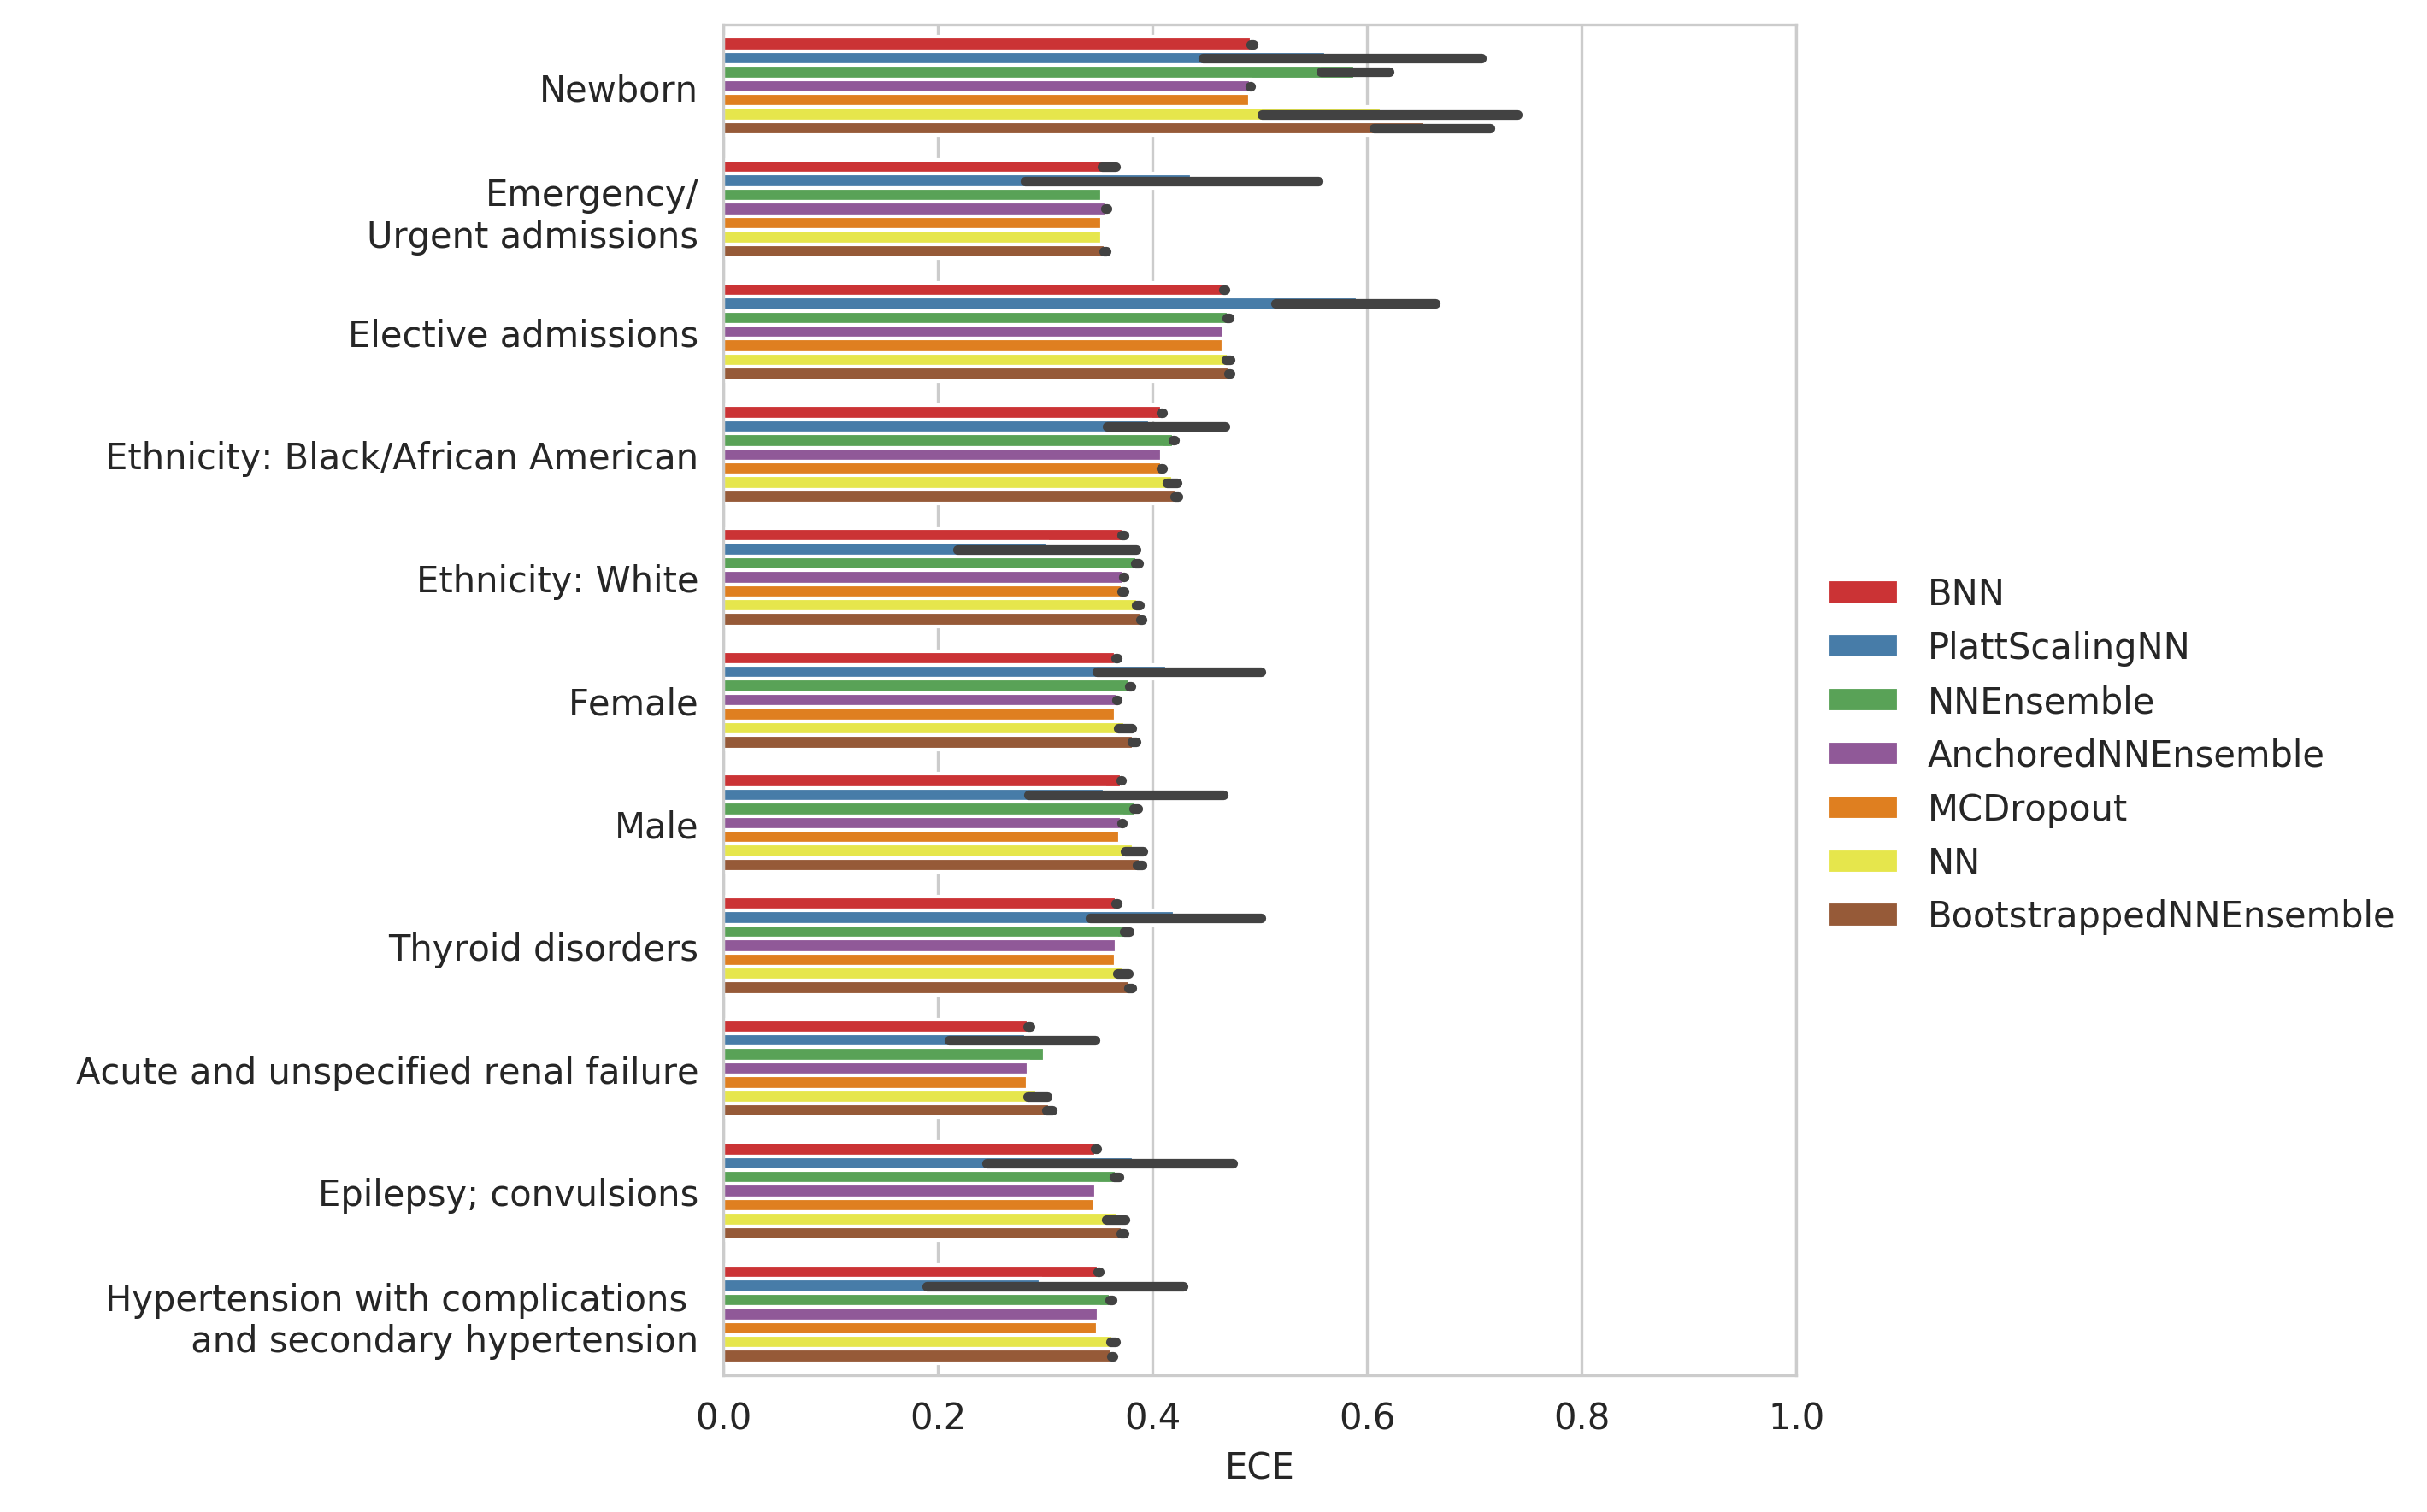 Newborn
Emergency/
Urgent admissions
Elective admissions
Ethnicity: Black/African American
Ethnicity: White
Female
Male
Thyroid disorders
Acute and unspecified renal failure
Epilepsy; convulsions
Hypertension with complications
and secondary hypertension
0.0 0.2 0.4 0.6 0.8 1.0
ECE
BNN
PlattScalingNN
NNEnsemble
AnchoredNNEnsemble
MCDropout
NN
BootstrappedNNEnsemble